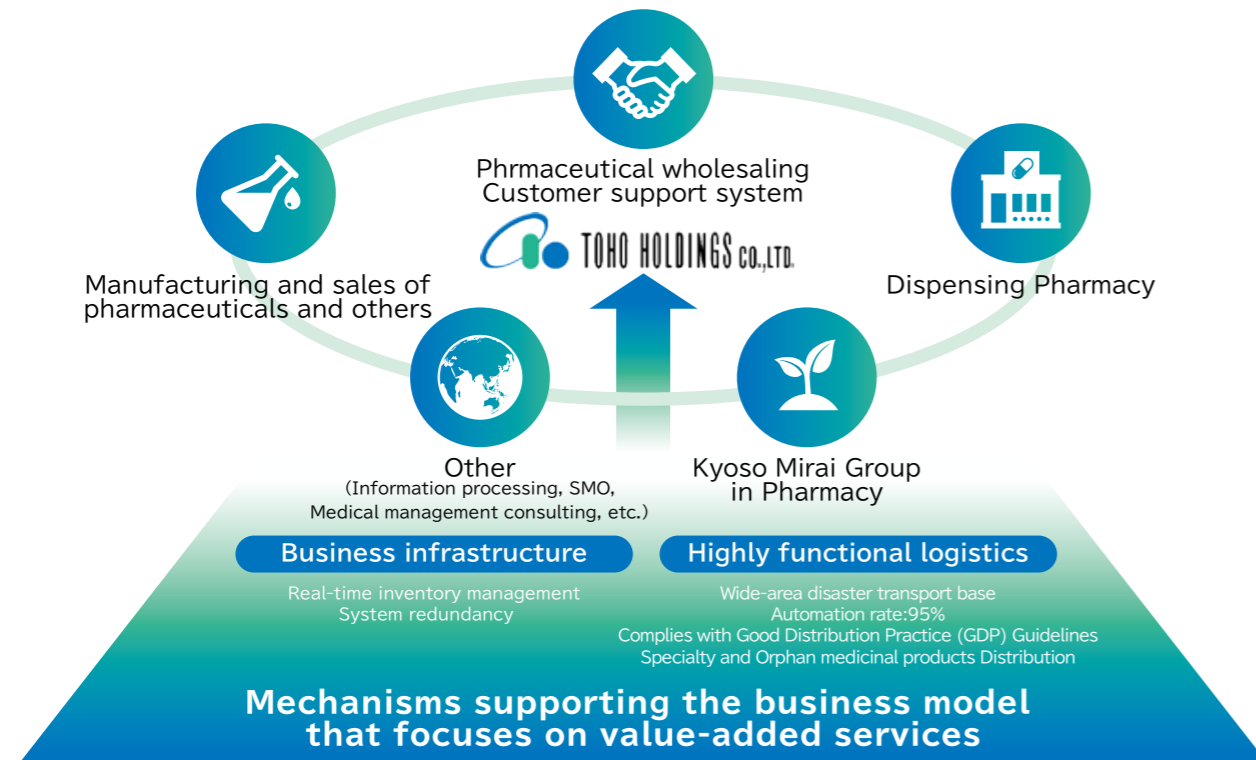 Phrmaceutical wholesaling
Customer support system
TOHO HOLDINGS CO.,LTD.
Manufacturing and sales of
pharmaceuticals and others
Dispensing Pharmacy
Other
(Information processing, SMO,
Medical management consulting, etc.)
Kyoso Mirai Group
in Pharmacy
Business infrastructure
Real-time inventory management
System redundancy
Highly functional logistics
Wide-area disaster transport base
Automation rate:95%
Complies with Good Distribution Practice (GDP) Guidelines
Specialty and Orphan medicinal products Distribution
Mechanisms supporting the business model
that focuses on value-added services